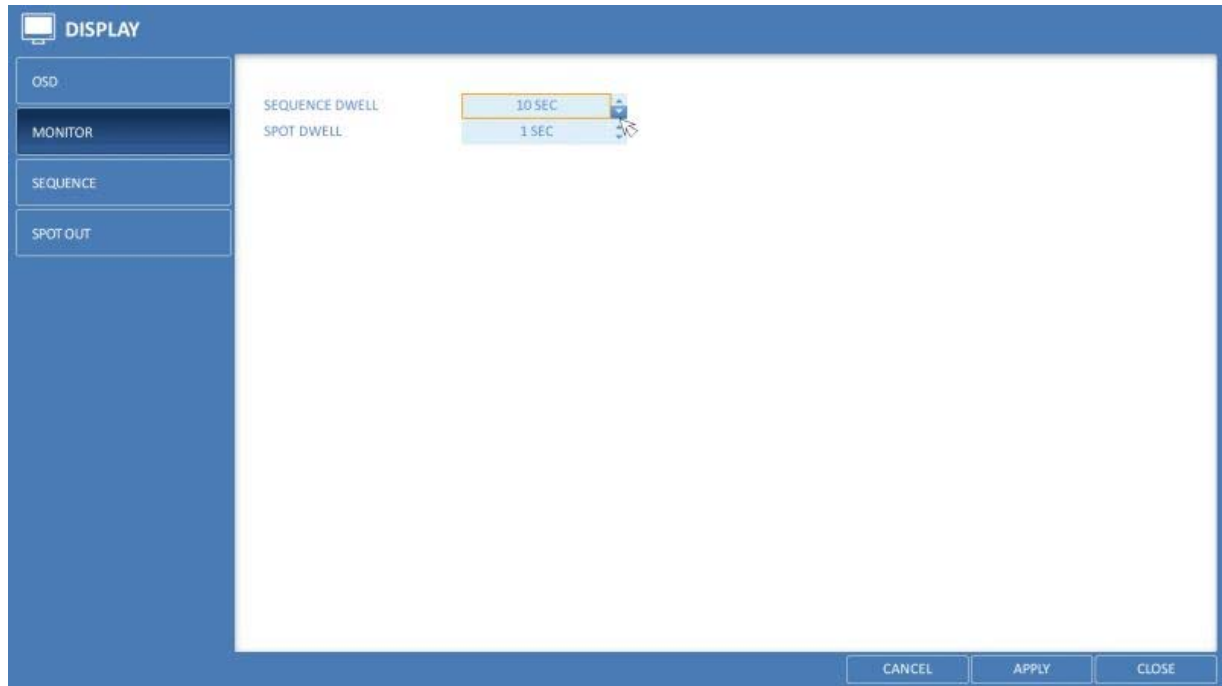 DISPLAY
OSD
MONITOR
SEQUENCE
SPOT OUT
SEQUENCE DWELL 10 SEC
SPOT DWELL 1 SEC
CANCEL APPLY CLOSE